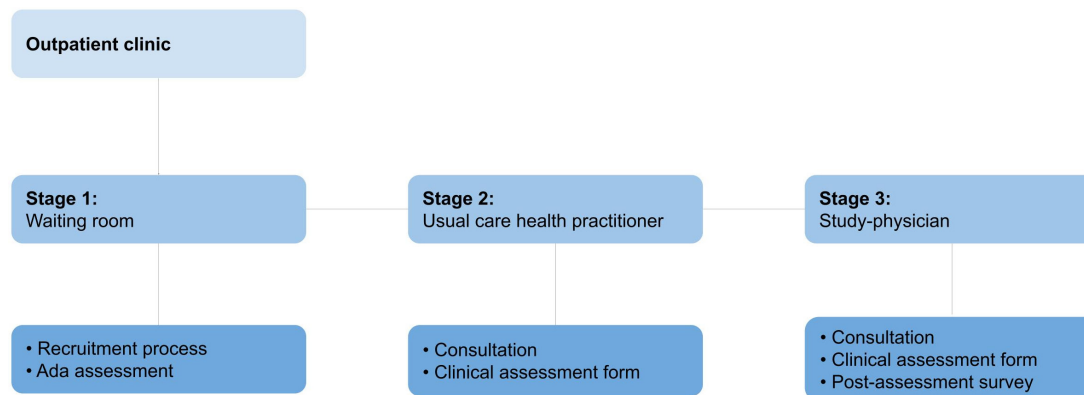 Outpatient clinic
Stage 1:
Waiting room
Stage 2:
Usual care health practitioner
Stage 3:
Study-physician
• Recruitment process
• Ada assessment
• Consultation
• Clinical assessment form
• Consultation
• Clinical assessment form
• Post-assessment survey